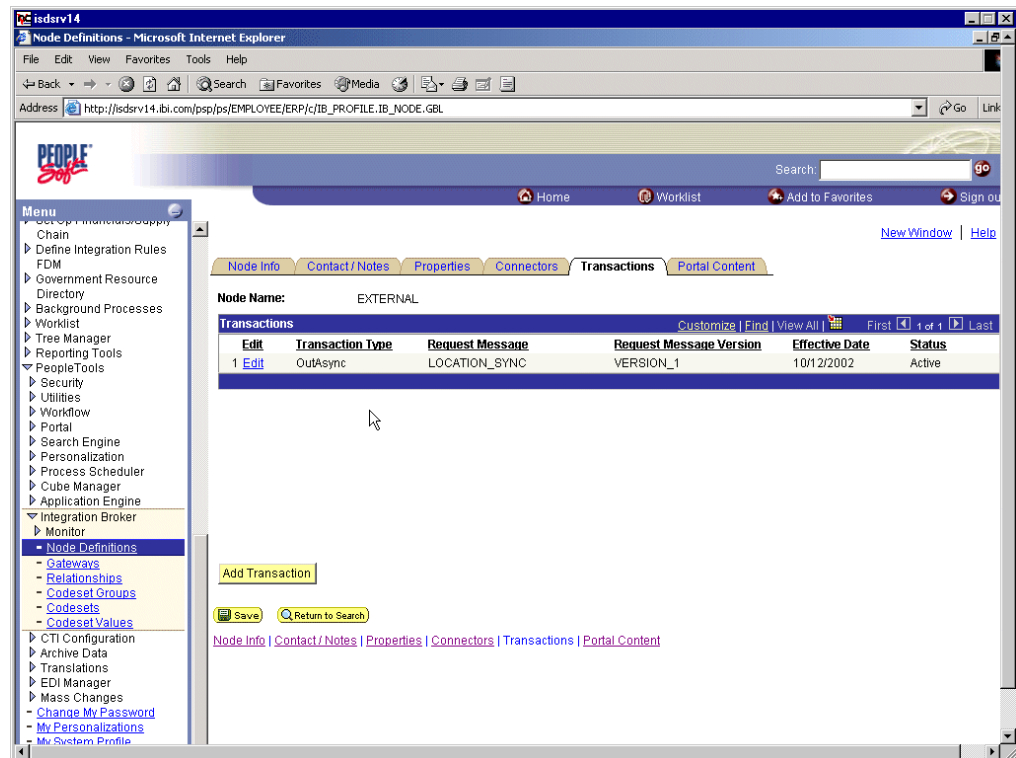 isdsrv14
Node Definitions - Microsoft Internet Explorer
File Edit View Favorites Tools Help
Back Search Favorites Media
Address http://isdsrv14.ibi.com/psp/ps/EMPLOYEE/ERP/c/IB_PROFILE.IB_NODE.GBL Go Link
PEOPLE Soft
Search: go
Home Worklist Add to Favorites Sign ou
Menu
Set Up Financials/Supply
Chain
Define Integration Rules
FDM
Government Resource
Directory
Background Processes
Worklist
Tree Manager
Reporting Tools
PeopleTools
Security
Utilities
Workflow
Portal
Search Engine
Personalization
Process Scheduler
Cube Manager
Application Engine
Integration Broker
Monitor
- Node Definitions
- Gateways
- Relationships
- Codeset Groups
- Codesets
- Codeset Values
CTI Configuration
Archive Data
Translations
EDI Manager
Mass Changes
- Change My Password
- My Personalizations
- My System Profile
New Window | Help
Node Info Contact / Notes Properties Connectors Transactions Portal Content
Node Name: EXTERNAL
Transactions Customize | Find | View All | First 1 of 1 Last
Edit Transaction Type Request Message Request Message Version Effective Date Status
1 Edit OutAsync LOCATION_SYNC VERSION_1 10/12/2002 Active
Add Transaction
Save Return to Search
Node Info | Contact / Notes | Properties | Connectors | Transactions | Portal Content